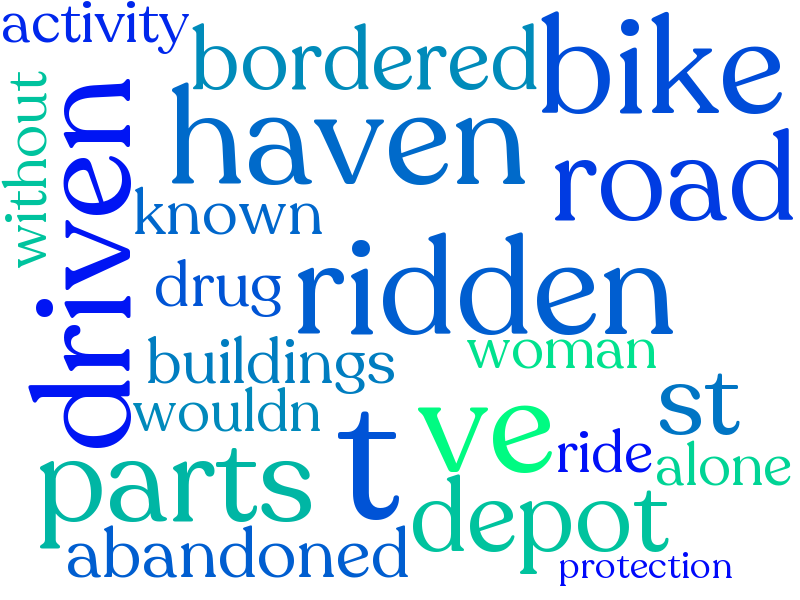 activity
bordered
bike
without
driven
haven
road
known
drug
ridden
buildings
woman
wouldn
t
ve
st
ride
alone
parts
depot
abandoned
protection